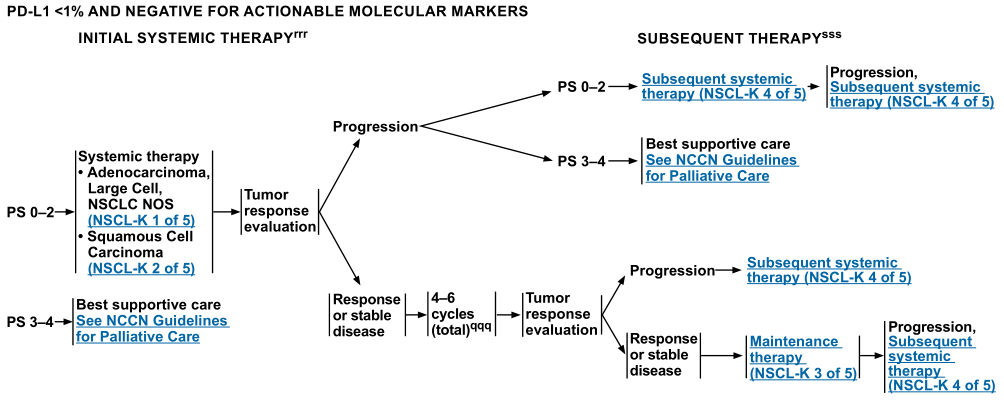 PD-L1 <1% AND NEGATIVE FOR ACTIONABLE MOLECULAR MARKERS
INITIAL SYSTEMIC THERAPYrrr
SUBSEQUENT THERAPYsss
PS 0–2
Systemic therapy
• Adenocarcinoma,
Large Cell,
NSCLC NOS
(NSCL-K 1 of 5)
• Squamous Cell
Carcinoma
(NSCL-K 2 of 5)
Tumor
response
evaluation
Progression
PS 0–2
Subsequent systemic
therapy (NSCL-K 4 of 5)
Progression,
Subsequent systemic
therapy (NSCL-K 4 of 5)
PS 3–4
Best supportive care
See NCCN Guidelines
for Palliative Care
Response
or stable
disease
4–6
cycles
(total)qqq
Tumor
response
evaluation
Progression
Subsequent systemic
therapy (NSCL-K 4 of 5)
Response
or stable
disease
Maintenance
therapy
(NSCL-K 3 of 5)
Progression,
Subsequent
systemic
therapy
(NSCL-K 4 of 5)
PS 3–4
Best supportive care
See NCCN Guidelines
for Palliative Care